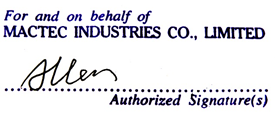 For and on behalf of
MACTEC INDUSTRIES CO., LIMITED
Allen
Authorized Signature(s)